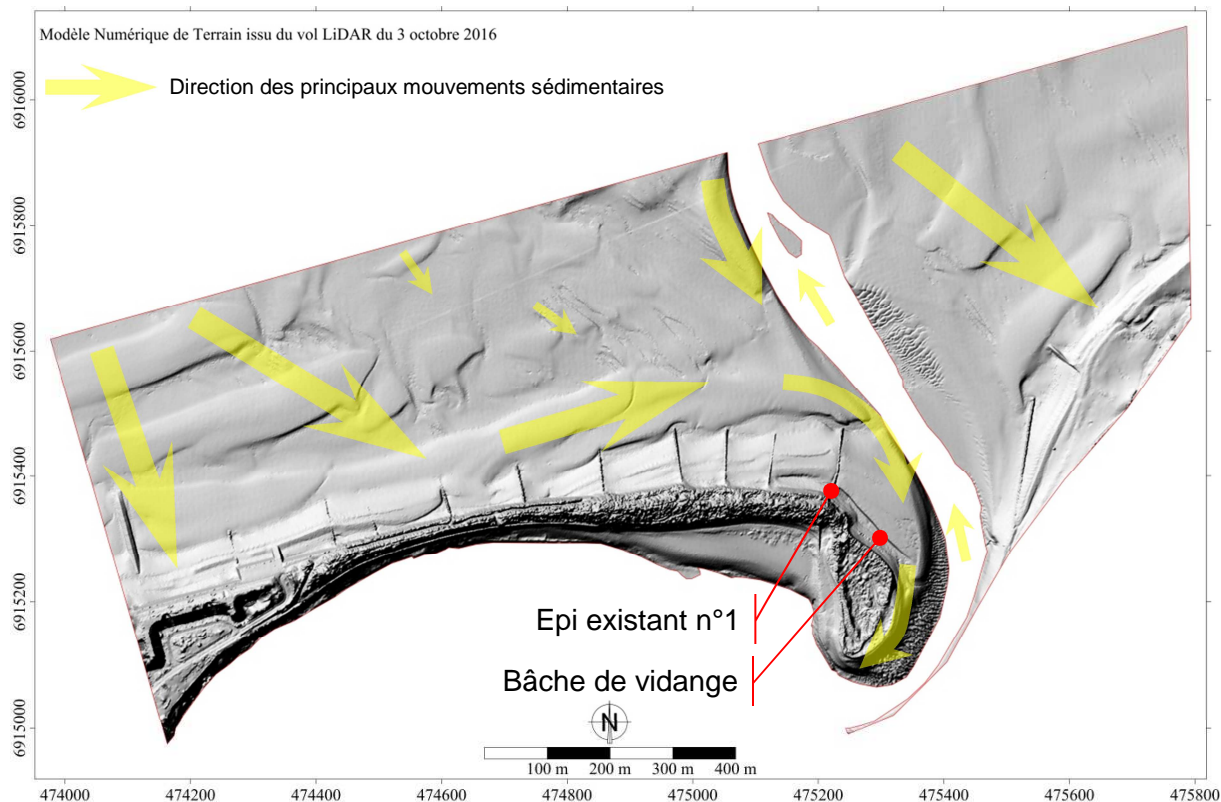 Modèle Numérique de Terrain issu du vol LiDAR du 3 octobre 2016
Direction des principaux mouvements sédimentaires
6916000
6915800
6915600
6915400
6915200
6915000
Epi existant n°1
Bâche de vidange
N
100 m 200 m 300 m 400 m
474000 474200 474400 474600 474800 475000 475200 475400 475600 475800